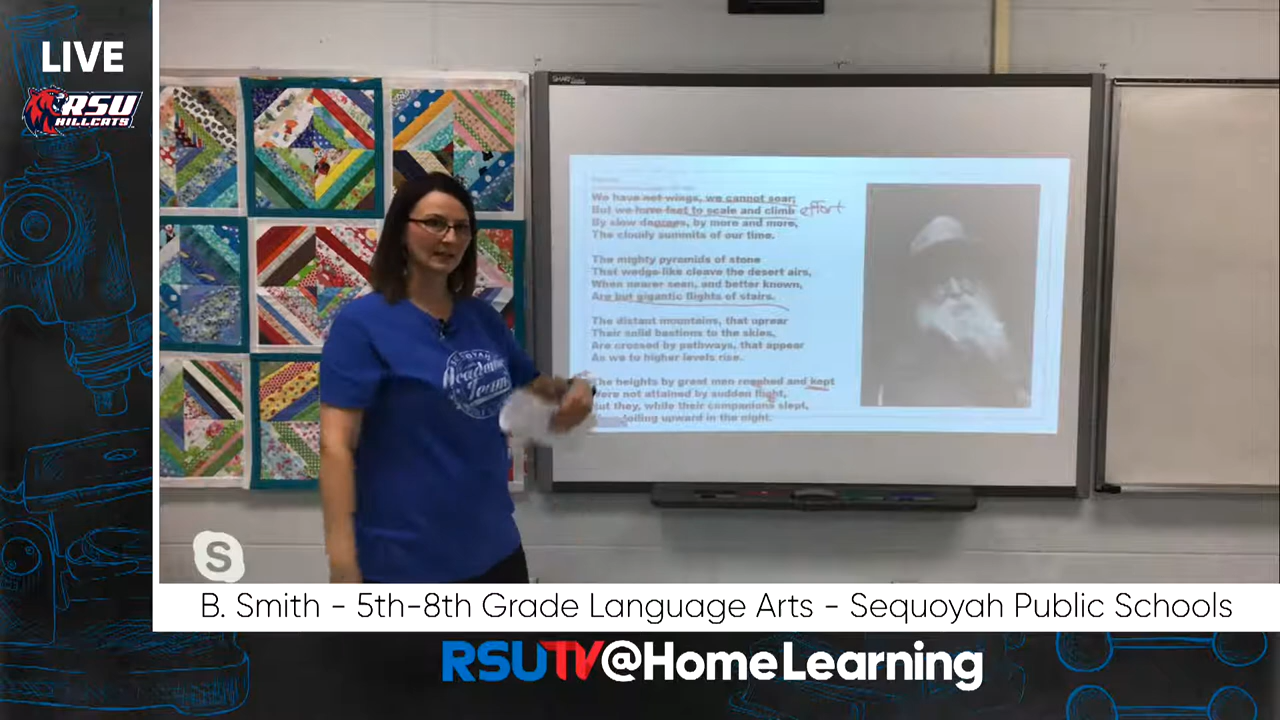 LIVE
RSU
HILLCATS
SMART
We have not wings, we cannot soar;
But we have feet to scale and climb effort
By slow degrees, by more and more,
The cloudy summits of our time.
The mighty pyramids of stone
That wedge-like cleave the desert airs,
When nearer seen, and better known,
Are but gigantic flights of stairs.
The distant mountains, that uprear
Their solid bastions to the skies,
Are crossed by pathways, that appear
As we to higher levels rise.
The heights by great men reached and kept
Were not attained by sudden flight,
But they, while their companions slept,
toiling upward in the night.
Academic
Team
S
B. Smith - 5th-8th Grade Language Arts - Sequoyah Public Schools
RSUTV@HomeLearning